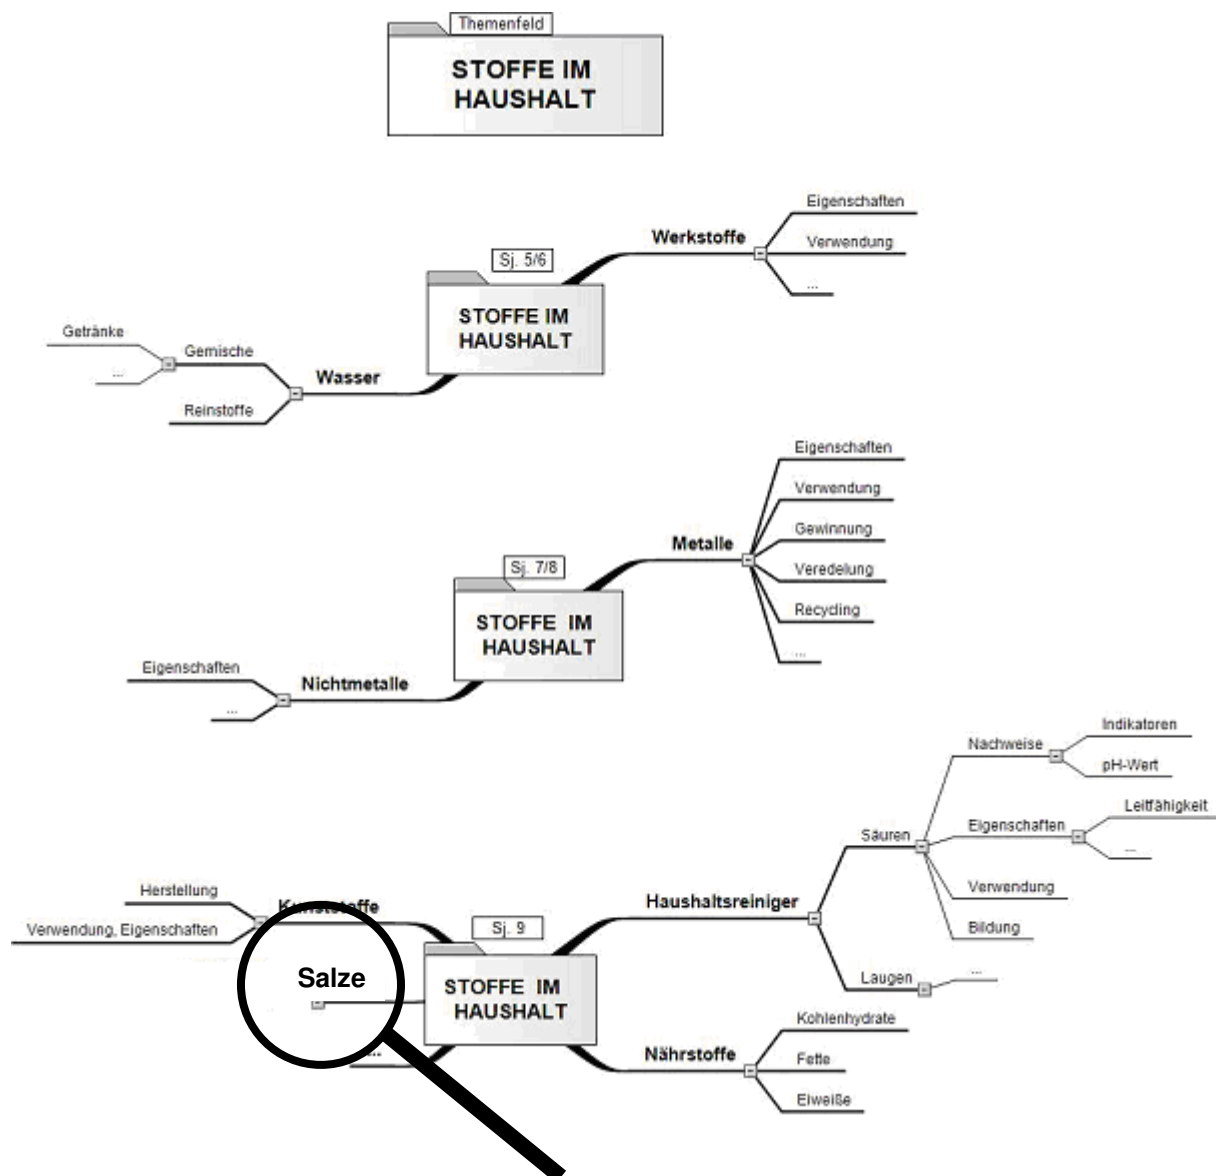 Themenfeld
STOFFE IM
HAUSHALT
Eigenschaften
Werkstoffe
Verwendung
...
Sj. 5/6
STOFFE IM
HAUSHALT
Getränke
Gemische
...
Wasser
Reinstoffe
Eigenschaften
Verwendung
Gewinnung
Metalle
Veredelung
Recycling
...
Sj. 7/8
STOFFE IM
HAUSHALT
Eigenschaften
Nichtmetalle
...
Indikatoren
Nachweise
pH-Wert
Leitfähigkeit
Säuren
Eigenschaften
...
Verwendung
Bildung
Haushaltsreiniger
Laugen
...
Herstellung
Kunststoffe
Verwendung, Eigenschaften
Sj. 9
Salze
STOFFE IM
HAUSHALT
...
Kohlenhydrate
Nährstoffe
Fette
Eiweiße